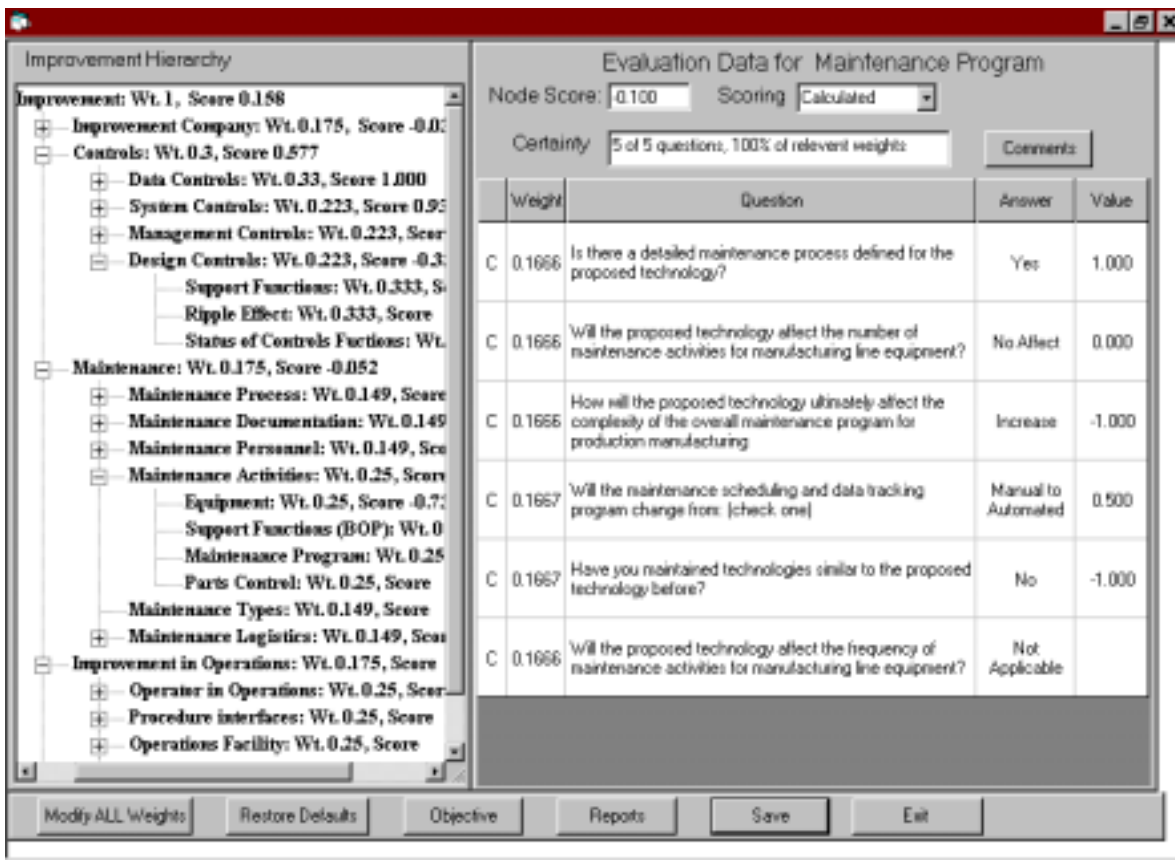 Improvement Hierarchy
Improvement: Wt. 1, Score 0.158
Improvement Company: Wt. 0.175, Score -0.0
Controls: Wt. 0.3, Score 0.577
Data Controls: Wt. 0.33, Score 1.000
System Controls: Wt. 0.223, Score 0.93
Management Controls: Wt. 0.223, Scor
Design Controls: Wt. 0.223, Score -0.3
Support Functions: Wt. 0.333, S
Ripple Effect: Wt. 0.333, Score
Status of Controls Fuctions: Wt.
Maintenance: Wt. 0.175, Score -0.052
Maintenance Process: Wt. 0.149, Score
Maintenance Documentation: Wt. 0.149
Maintenance Personnel: Wt. 0.149, Sco
Maintenance Activities: Wt. 0.25, Score
Equipment: Wt. 0.25, Score -0.7
Support Functions (BOP): Wt. 0
Maintenance Program: Wt. 0.25
Parts Control: Wt. 0.25, Score
Maintenance Types: Wt. 0.149, Score
Maintenance Logistics: Wt. 0.149, Scor
Improvement in Operations: Wt. 0.175, Score
Operator in Operations: Wt. 0.25, Scor
Procedure interfaces: Wt. 0.25, Score
Operations Facility: Wt. 0.25, Score
Evaluation Data for Maintenance Program
Node Score: -0.100 Scoring Calculated
Certainty 5 of 5 questions, 100% of relevent weights Comments
Weight Question Answer Value
C 0.1666 Is there a detailed maintenance process defined for the
proposed technology? Yes 1.000
C 0.1666 Will the proposed technology affect the number of
maintenance activities for manufacturing line equipment? No Affect 0.000
How will the proposed technology ultimately affect the
C 0.1666 complexity of the overall maintenance program for Increase -1.000
production manufacturing
C 0.1667 Will the maintenance scheduling and data tracking
program change from: (check one) Manual to
Automated 0.500
C 0.1667 Have you maintained technologies similar to the proposed
technology before? No -1.000
C 0.1666 Will the proposed technology affect the frequency of
maintenance activities for manufacturing line equipment? Not
Applicable
Modify ALL Weights Restore Defaults Objective Reports Save Exit